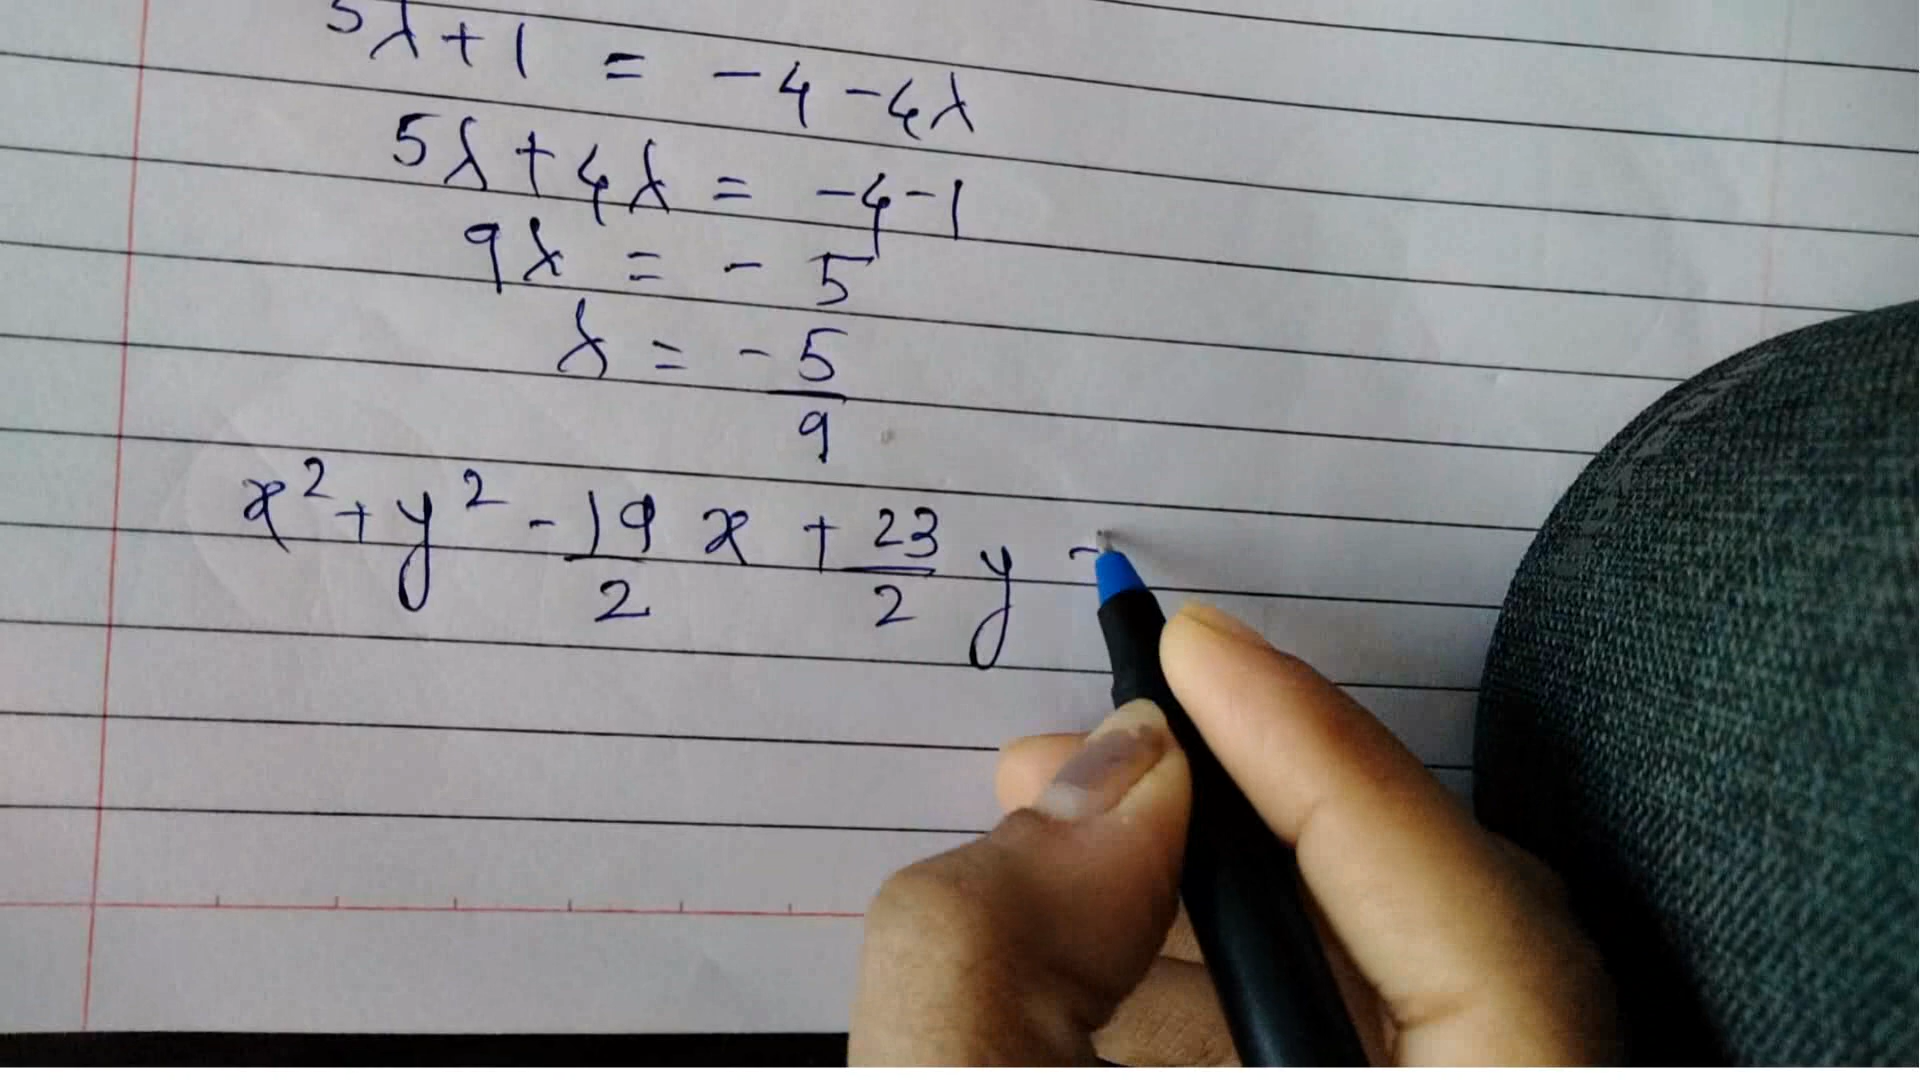 5λ + 1 = -4 - 4λ
5λ + 4λ = -4 - 1
9λ = - 5
λ = - 5/9
x² + y² - 19/2 x + 23/2 y -